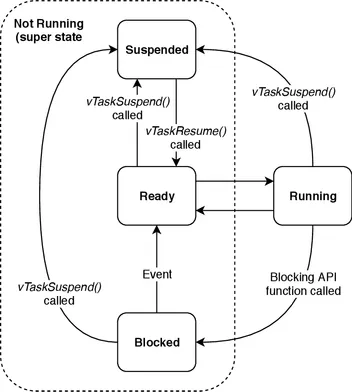 Not Running
(super state
Suspended
vTaskSuspend()
called
vTaskResume()
called
vTaskSuspend()
called
Ready
Running
Event
vTaskSuspend()
called
Blocking API
function called
Blocked